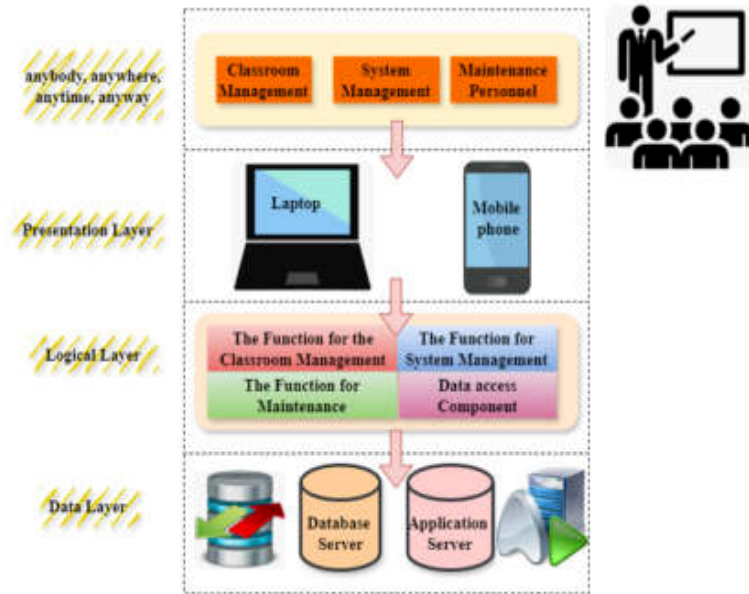 anybody, anywhere,
anytime, anyway
Classroom
Management
System
Management
Maintenance
Personnel
Presentation Layer
Laptop
Mobile
phone
Logical Layer
The Function for the
Classroom Management
The Function for
System Management
The Function for
Maintenance
Data access
Component
Data Layer
Database
Server
Application
Server